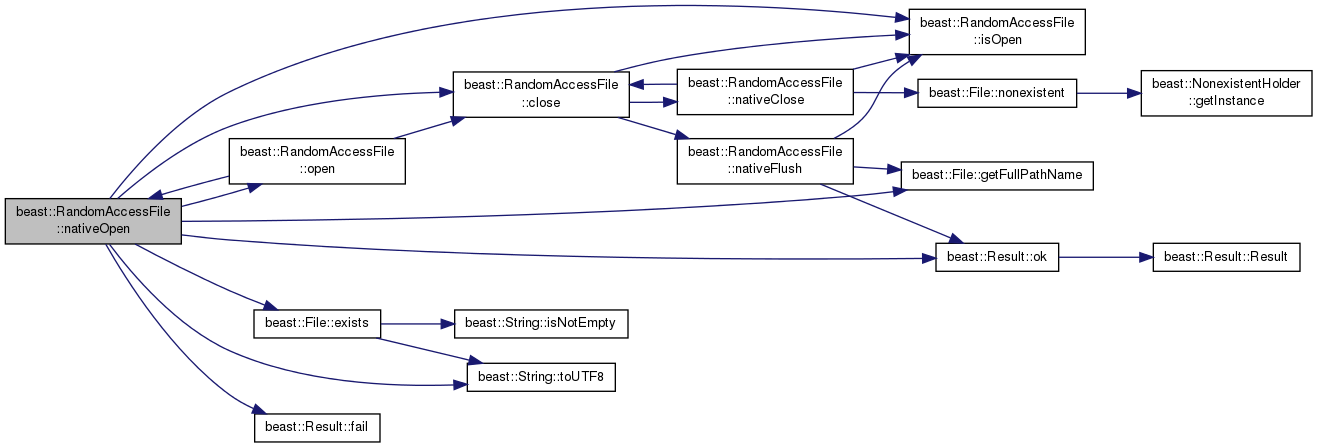 beast::RandomAccessFile
::isOpen
beast::RandomAccessFile
::close
beast::RandomAccessFile
::nativeClose
beast::File::nonexistent
beast::NonexistentHolder
::getInstance
beast::RandomAccessFile
::open
beast::RandomAccessFile
::nativeFlush
beast::File::getFullPathName
beast::RandomAccessFile
::nativeOpen
beast::Result::ok
beast::Result::Result
beast::File::exists
beast::String::isNotEmpty
beast::String::toUTF8
beast::Result::fail